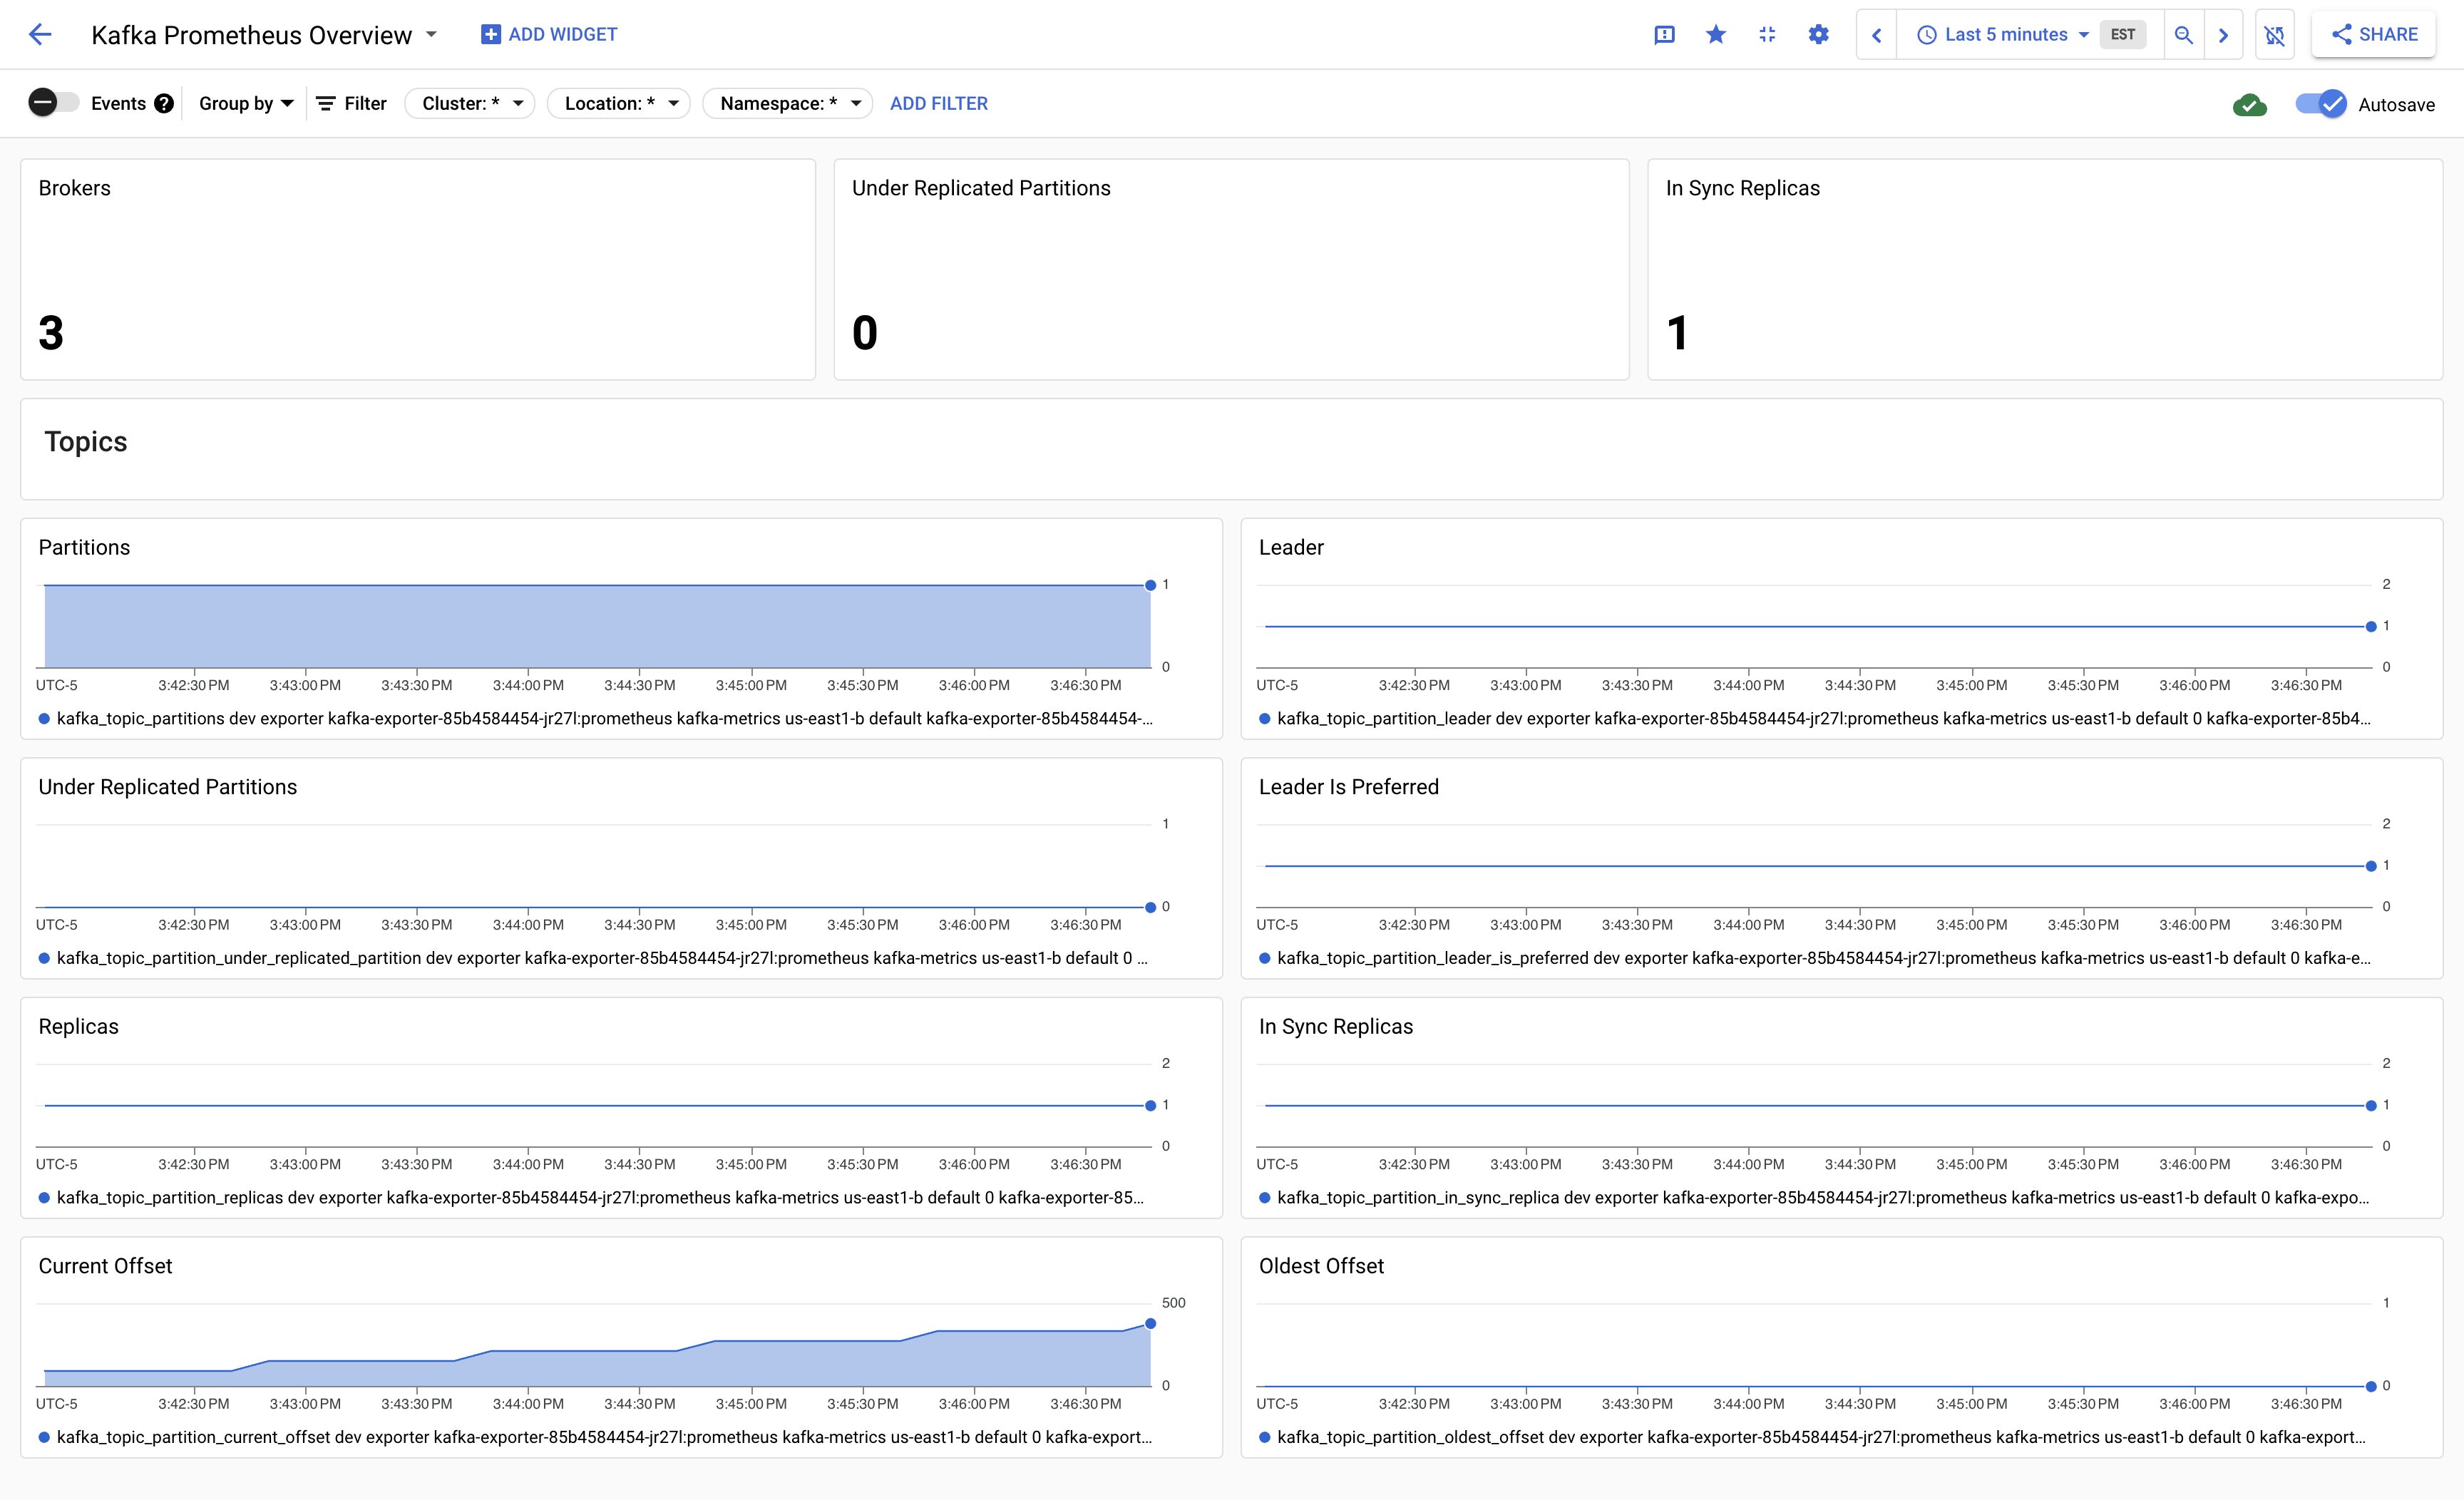 Kafka Prometheus Overview
ADD WIDGET
Last 5 minutes
EST
SHARE
Events
Group by
Filter
Cluster: *
Location: *
Namespace: *
ADD FILTER
Autosave
Brokers
3
Under Replicated Partitions
0
In Sync Replicas
1
Topics
Partitions
1
0
UTC-5 3:42:30 PM 3:43:00 PM 3:43:30 PM 3:44:00 PM 3:44:30 PM 3:45:00 PM 3:45:30 PM 3:46:00 PM 3:46:30 PM
kafka_topic_partitions dev exporter kafka-exporter-85b4584454-jr27l:prometheus kafka-metrics us-east1-b default kafka-exporter-85b4584454-...
Leader
2
1
0
UTC-5 3:42:30 PM 3:43:00 PM 3:43:30 PM 3:44:00 PM 3:44:30 PM 3:45:00 PM 3:45:30 PM 3:46:00 PM 3:46:30 PM
kafka_topic_partition_leader dev exporter kafka-exporter-85b4584454-jr27l:prometheus kafka-metrics us-east1-b default 0 kafka-exporter-85b4...
Under Replicated Partitions
1
0
UTC-5 3:42:30 PM 3:43:00 PM 3:43:30 PM 3:44:00 PM 3:44:30 PM 3:45:00 PM 3:45:30 PM 3:46:00 PM 3:46:30 PM
kafka_topic_partition_under_replicated_partition dev exporter kafka-exporter-85b4584454-jr27l:prometheus kafka-metrics us-east1-b default 0 ...
Leader Is Preferred
2
1
0
UTC-5 3:42:30 PM 3:43:00 PM 3:43:30 PM 3:44:00 PM 3:44:30 PM 3:45:00 PM 3:45:30 PM 3:46:00 PM 3:46:30 PM
kafka_topic_partition_leader_is_preferred dev exporter kafka-exporter-85b4584454-jr27l:prometheus kafka-metrics us-east1-b default 0 kafka-e...
Replicas
2
1
0
UTC-5 3:42:30 PM 3:43:00 PM 3:43:30 PM 3:44:00 PM 3:44:30 PM 3:45:00 PM 3:45:30 PM 3:46:00 PM 3:46:30 PM
kafka_topic_partition_replicas dev exporter kafka-exporter-85b4584454-jr27l:prometheus kafka-metrics us-east1-b default 0 kafka-exporter-85...
In Sync Replicas
2
1
0
UTC-5 3:42:30 PM 3:43:00 PM 3:43:30 PM 3:44:00 PM 3:44:30 PM 3:45:00 PM 3:45:30 PM 3:46:00 PM 3:46:30 PM
kafka_topic_partition_in_sync_replica dev exporter kafka-exporter-85b4584454-jr27l:prometheus kafka-metrics us-east1-b default 0 kafka-expo...
Current Offset
500
0
UTC-5 3:42:30 PM 3:43:00 PM 3:43:30 PM 3:44:00 PM 3:44:30 PM 3:45:00 PM 3:45:30 PM 3:46:00 PM 3:46:30 PM
kafka_topic_partition_current_offset dev exporter kafka-exporter-85b4584454-jr27l:prometheus kafka-metrics us-east1-b default 0 kafka-export...
Oldest Offset
1
0
UTC-5 3:42:30 PM 3:43:00 PM 3:43:30 PM 3:44:00 PM 3:44:30 PM 3:45:00 PM 3:45:30 PM 3:46:00 PM 3:46:30 PM
kafka_topic_partition_oldest_offset dev exporter kafka-exporter-85b4584454-jr27l:prometheus kafka-metrics us-east1-b default 0 kafka-export...